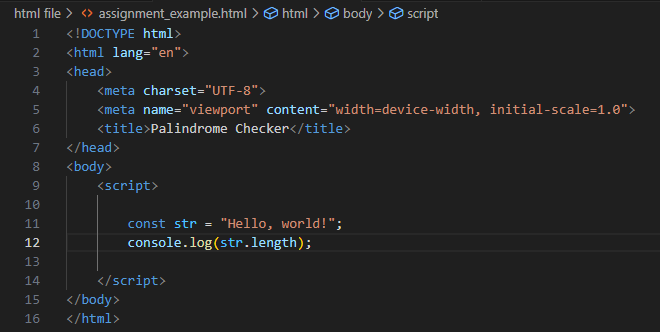 html file > assignment_example.html > html > body > script
1 <!DOCTYPE html>
2 <html lang="en">
3 <head>
4     <meta charset="UTF-8">
5     <meta name="viewport" content="width=device-width, initial-scale=1.0">
6     <title>Palindrome Checker</title>
7 </head>
8 <body>
9     <script>
10
11         const str = "Hello, world!";
12         console.log(str.length);
13
14     </script>
15 </body>
16 </html>